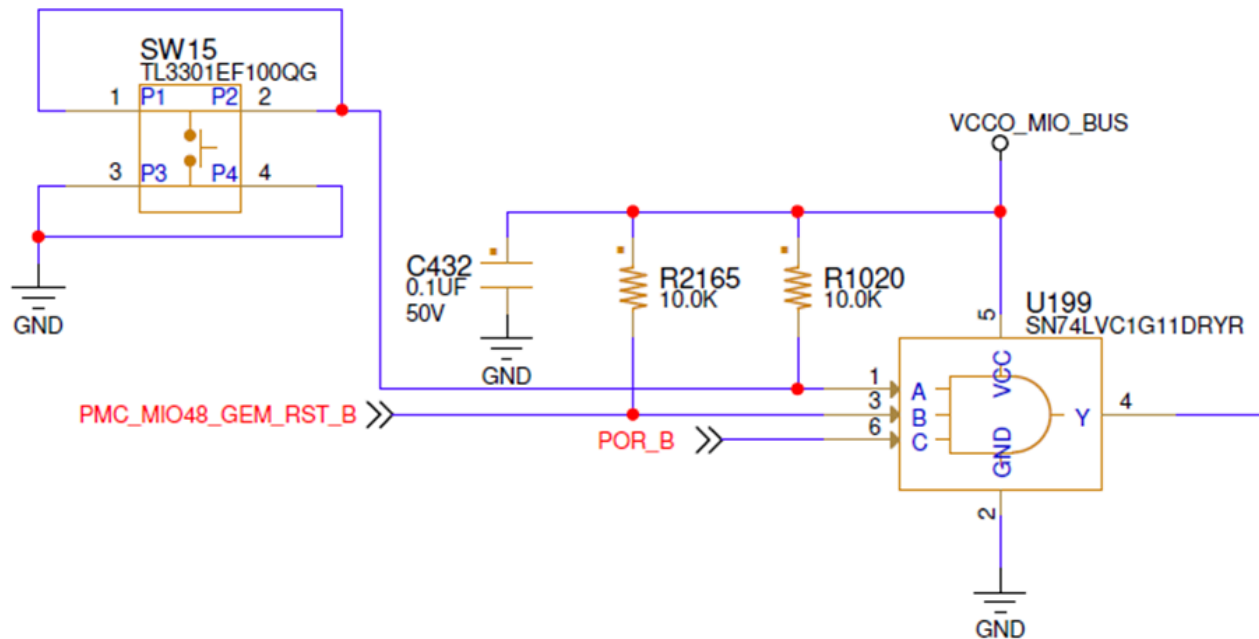 SW15
TL3301EF100QG
1 P1 P2 2
3 P3 P4 4
GND
VCCO_MIO_BUS
C432
0.1UF
50V
GND
R2165
10.0K
R1020
10.0K
U199
SN74LVC1G11DRYR
5
VCC
1 A
PMC_MIO48_GEM_RST_B
3 B
POR_B
6 C
Y 4
GND
2
GND